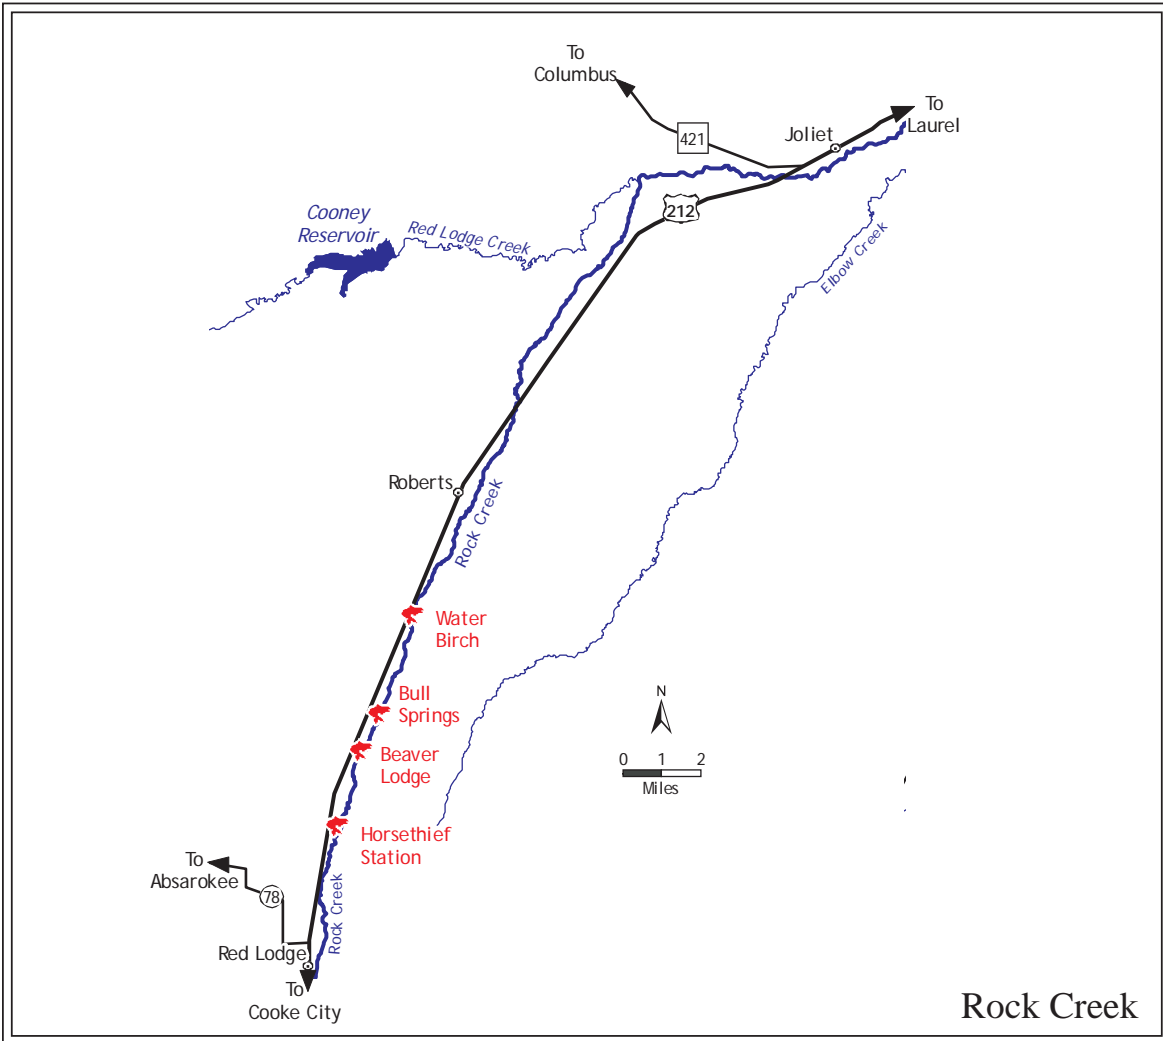 To
Columbus
To
Laurel
Joliet
421
212
Cooney
Reservoir
Red Lodge Creek
Elbow Creek
Roberts
Rock Creek
Water
Birch
Bull
Springs
N
0 1 2
Miles
Beaver
Lodge
Horsethief
Station
To
Absarokee
78
Rock Creek
Red Lodge
To
Cooke City
Rock Creek